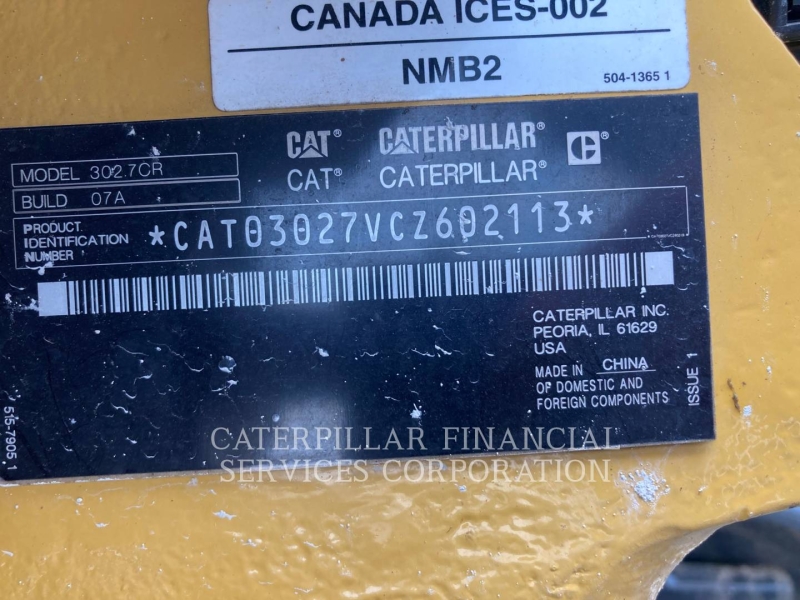 CANADA ICES-002
NMB2
504-1365 1
CAT® CATERPILLAR®
CAT® CATERPILLAR® C®
MODEL 302.7CR
BUILD 07A
PRODUCT
IDENTIFICATION
NUMBER
*CAT03027VCZ602113*
CATERPILLAR INC.
PEORIA, IL 61629
USA
MADE IN CHINA
OF DOMESTIC AND
FOREIGN COMPONENTS
ISSUE 1
515-7905 1
CATERPILLAR FINANCIAL
SERVICES CORPORATION